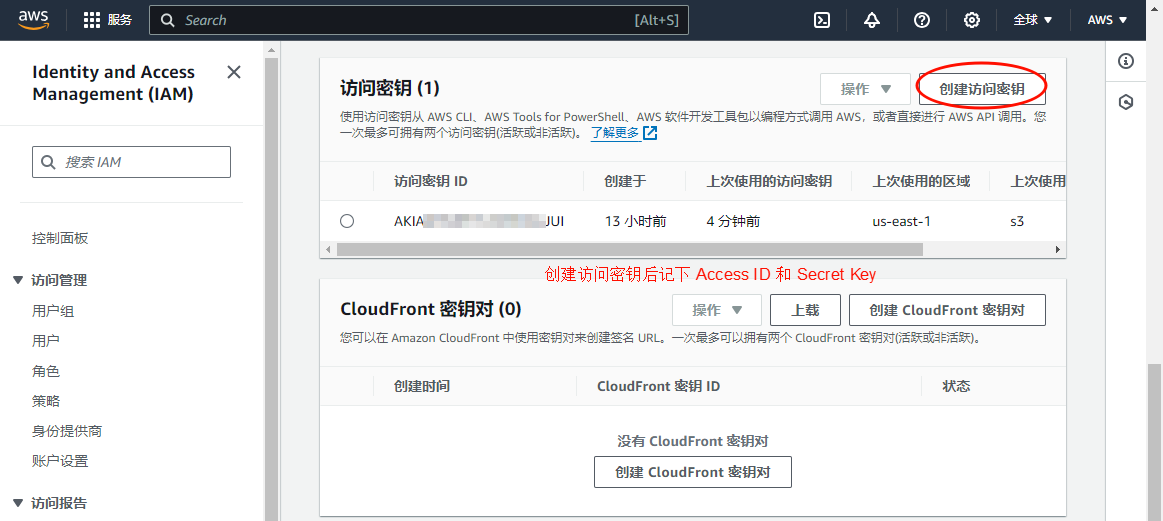 aws
服务
Search
[Alt+S]
全球
AWS
Identity and Access
Management (IAM)
搜索 IAM
控制面板
访问管理
用户组
用户
角色
策略
身份提供商
账户设置
访问报告
访问密钥 (1)
操作
创建访问密钥
使用访问密钥从 AWS CLI、AWS Tools for PowerShell、AWS 软件开发工具包以编程方式调用 AWS，或者直接进行 AWS API 调用。您
一次最多可拥有两个访问密钥(活跃或非活跃)。 了解更多
访问密钥 ID 创建于 上次使用的访问密钥 上次使用的区域 上次使用
AKIA JUI 13 小时前 4 分钟前 us-east-1 s3
创建访问密钥后记下 Access ID 和 Secret Key
CloudFront 密钥对 (0)
操作
上载
创建 CloudFront 密钥对
您可以在 Amazon CloudFront 中使用密钥对来创建签名 URL。一次最多可以拥有两个 CloudFront 密钥对(活跃或非活跃)。
创建时间 CloudFront 密钥 ID 状态
没有 CloudFront 密钥对
创建 CloudFront 密钥对